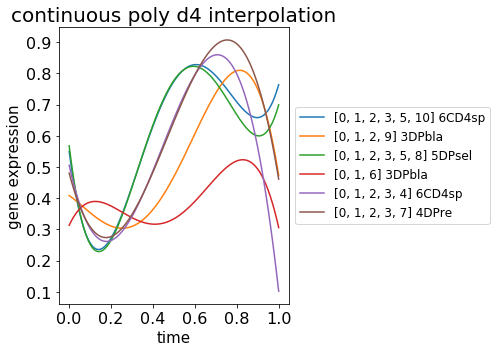 continuous poly d4 interpolation
gene expression
0.9
0.8
0.7
0.6
0.5
0.4
0.3
0.2
0.1
0.0 0.2 0.4 0.6 0.8 1.0
time
[0, 1, 2, 3, 5, 10] 6CD4sp
[0, 1, 2, 9] 3DPbla
[0, 1, 2, 3, 5, 8] 5DPsel
[0, 1, 6] 3DPbla
[0, 1, 2, 3, 4] 6CD4sp
[0, 1, 2, 3, 7] 4DPre